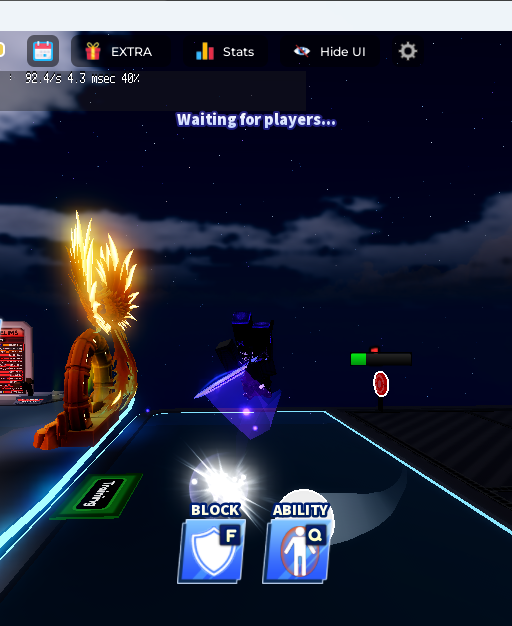 EXTRA
Stats
Hide UI
: 92.4/s 4.3 msec 40%
Waiting for players...
Training
BLOCK
ABILITY
F
Q